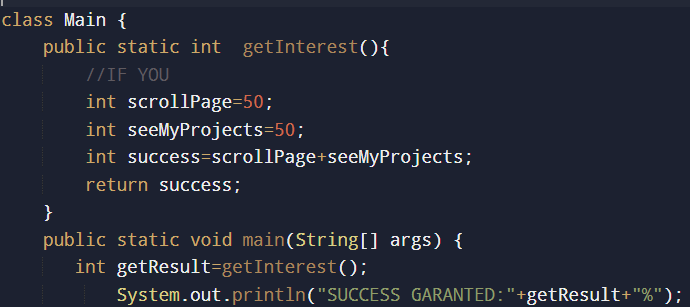 class Main {
public static int  getInterest(){
//IF YOU
int scrollPage=50;
int seeMyProjects=50;
int success=scrollPage+seeMyProjects;
return success;
}
public static void main(String[] args) {
int getResult=getInterest();
System.out.println("SUCCESS GARANTED:"+getResult+"%");